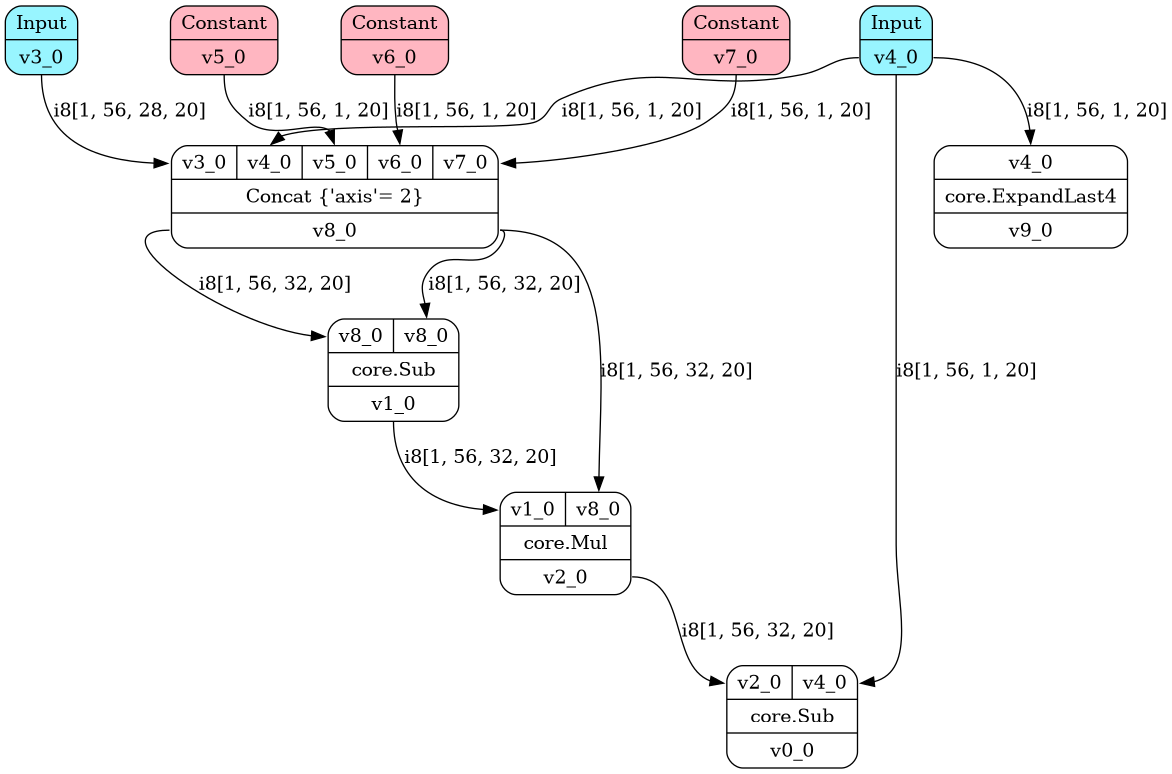 Input
v3_0
Constant
v5_0
Constant
v6_0
Constant
v7_0
Input
v4_0
i8[1, 56, 28, 20]
i8[1, 56, 1, 20]
i8[1, 56, 1, 20]
i8[1, 56, 1, 20]
i8[1, 56, 1, 20]
i8[1, 56, 1, 20]
v3_0 v4_0 v5_0 v6_0 v7_0
Concat {'axis'= 2}
v8_0
v4_0
core.ExpandLast4
v9_0
i8[1, 56, 32, 20]
i8[1, 56, 32, 20]
v8_0 v8_0
core.Sub
v1_0
i8[1, 56, 32, 20]
i8[1, 56, 1, 20]
i8[1, 56, 32, 20]
v1_0 v8_0
core.Mul
v2_0
i8[1, 56, 32, 20]
v2_0 v4_0
core.Sub
v0_0